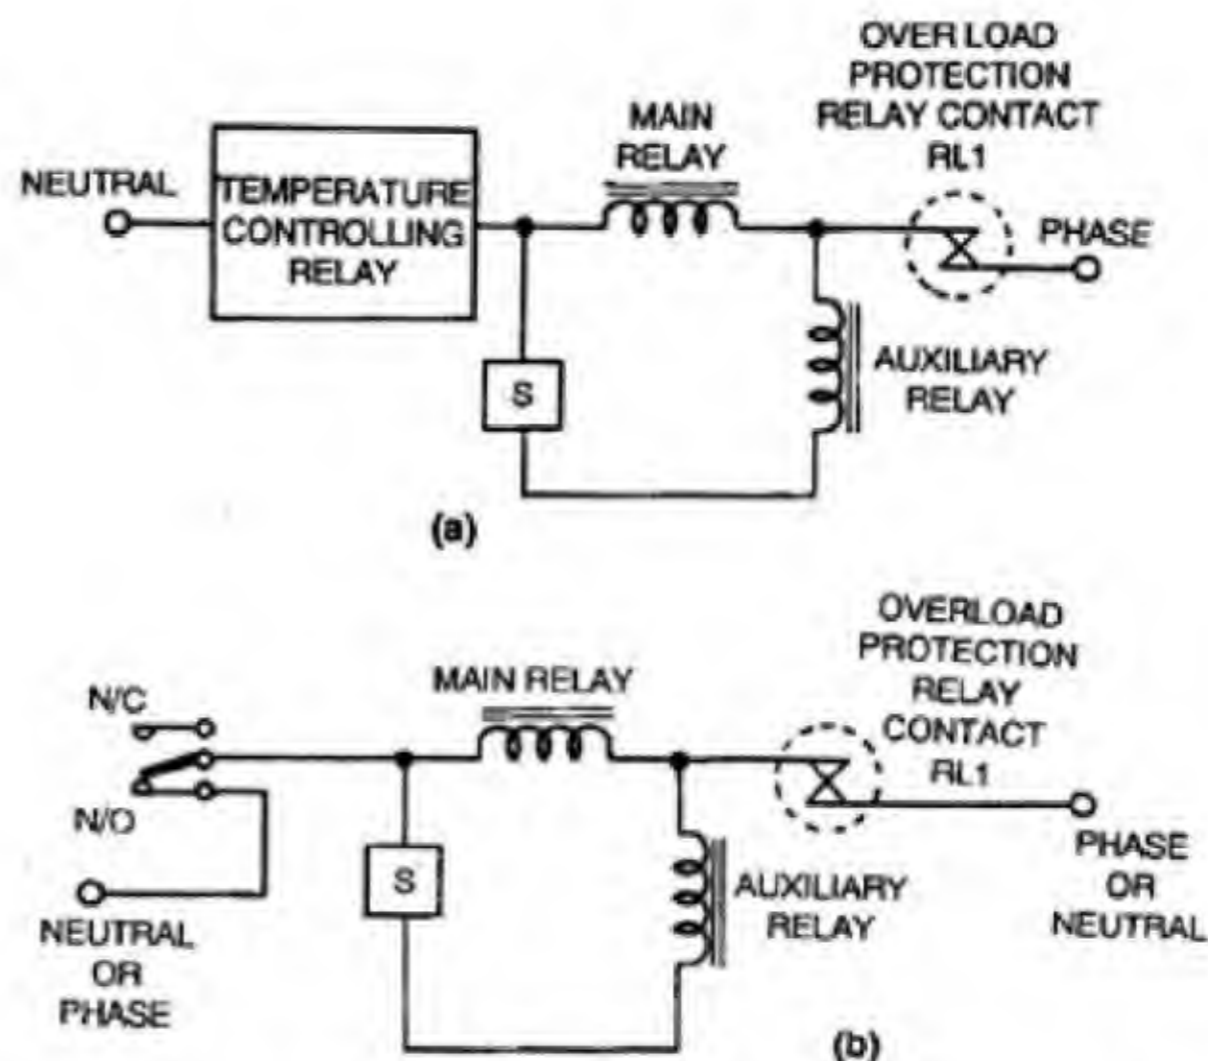 OVER LOAD
PROTECTION
RELAY CONTACT
RL1
MAIN
RELAY
NEUTRAL
TEMPERATURE
CONTROLLING
RELAY
PHASE
S
AUXILIARY
RELAY
(a)
OVERLOAD
PROTECTION
RELAY
CONTACT
RL1
MAIN RELAY
N/C
N/O
S
NEUTRAL
OR
PHASE
AUXILIARY
RELAY
PHASE
OR
NEUTRAL
(b)